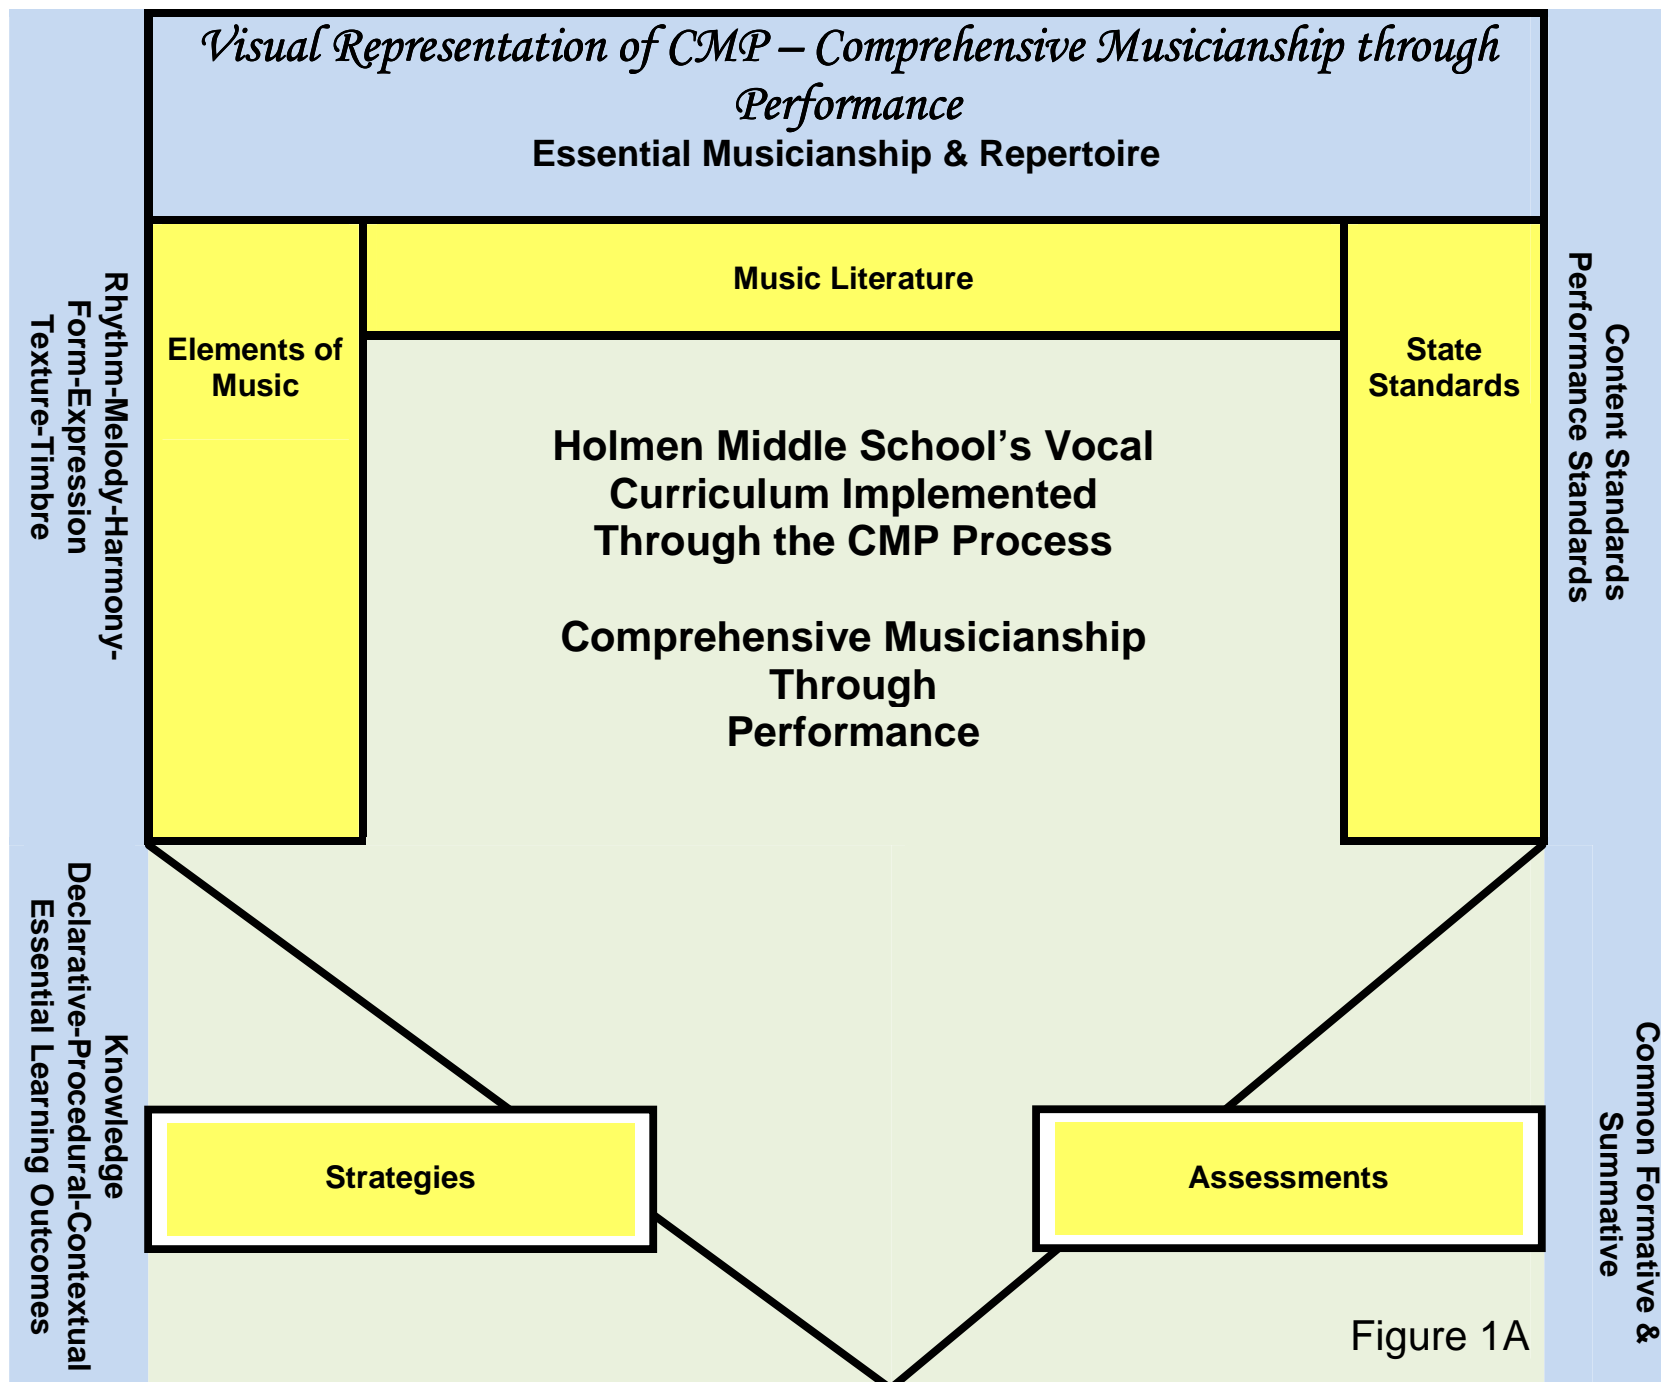 Visual Representation of CMP – Comprehensive Musicianship through
Performance
Essential Musicianship & Repertoire
Rhythm-Melody-Harmony-
Form-Expression
Texture-Timbre
Elements of
Music
Music Literature
State
Standards
Content Standards
Performance Standards
Holmen Middle School’s Vocal
Curriculum Implemented
Through the CMP Process
Comprehensive Musicianship
Through
Performance
Knowledge
Declarative-Procedural-Contextual
Essential Learning Outcomes
Strategies
Assessments
Common Formative &
Summative
Figure 1A